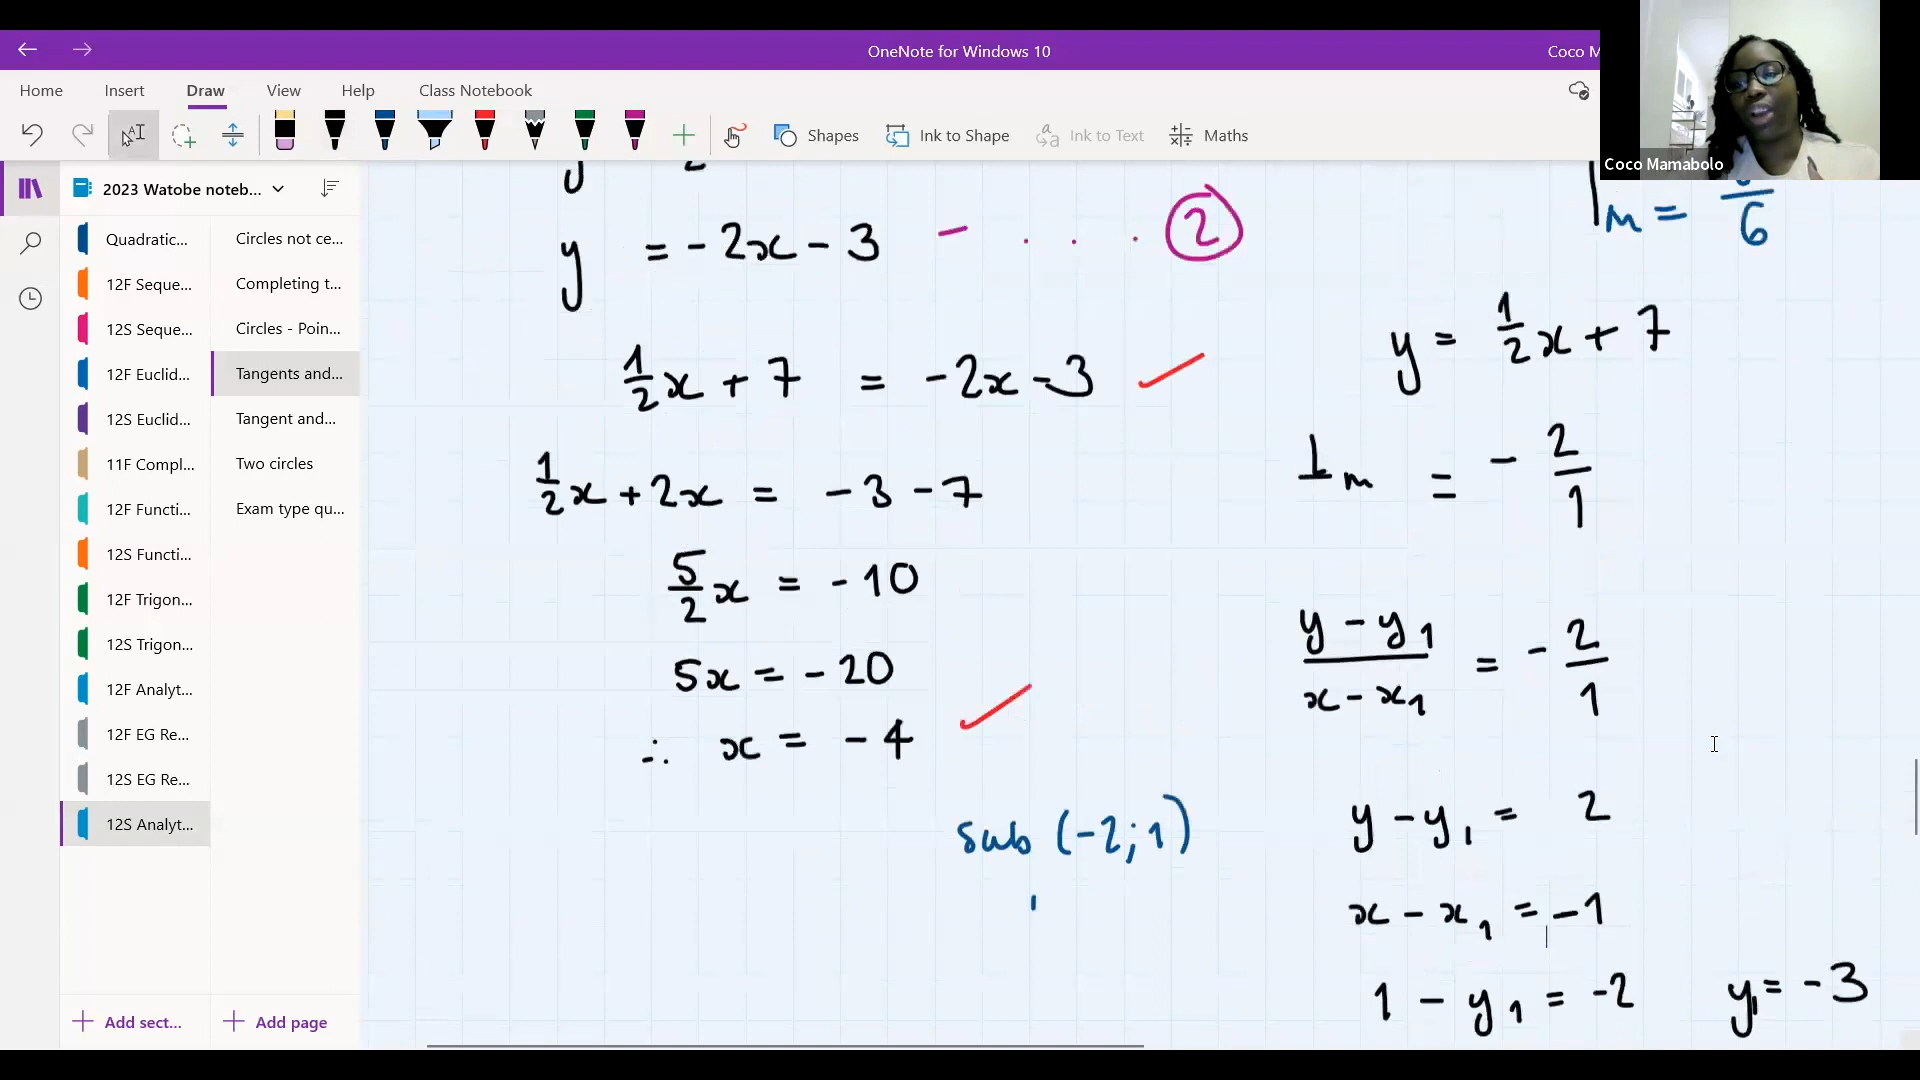 OneNote for Windows 10
Coco M
Home Insert Draw View Help Class Notebook
Shapes Ink to Shape Ink to Text Maths
Coco Mamabolo
2023 Watobe noteb...
Quadratic...
12F Seque...
12S Seque...
12F Euclid...
12S Euclid...
11F Compl...
12F Functi...
12S Functi...
12F Trigon...
12S Trigon...
12F Analyt...
12F EG Re...
12S EG Re...
12S Analyt...
Add sect...
Circles not ce...
Completing t...
Circles - Poin...
Tangents and...
Tangent and...
Two circles
Exam type qu...
Add page
y = -2x - 3 - . . . 2
1/2 x + 7 = -2x - 3
1/2 x + 2x = -3 - 7
5/2 x = -10
5x = -20
∴ x = -4
sub (-2; 1)
y = 1/2 x + 7
⊥m = - 2/1
y - y1 / x - x1 = - 2/1
y - y1 = 2
x - x1 = -1
1 - y1 = -2 y1 = -3